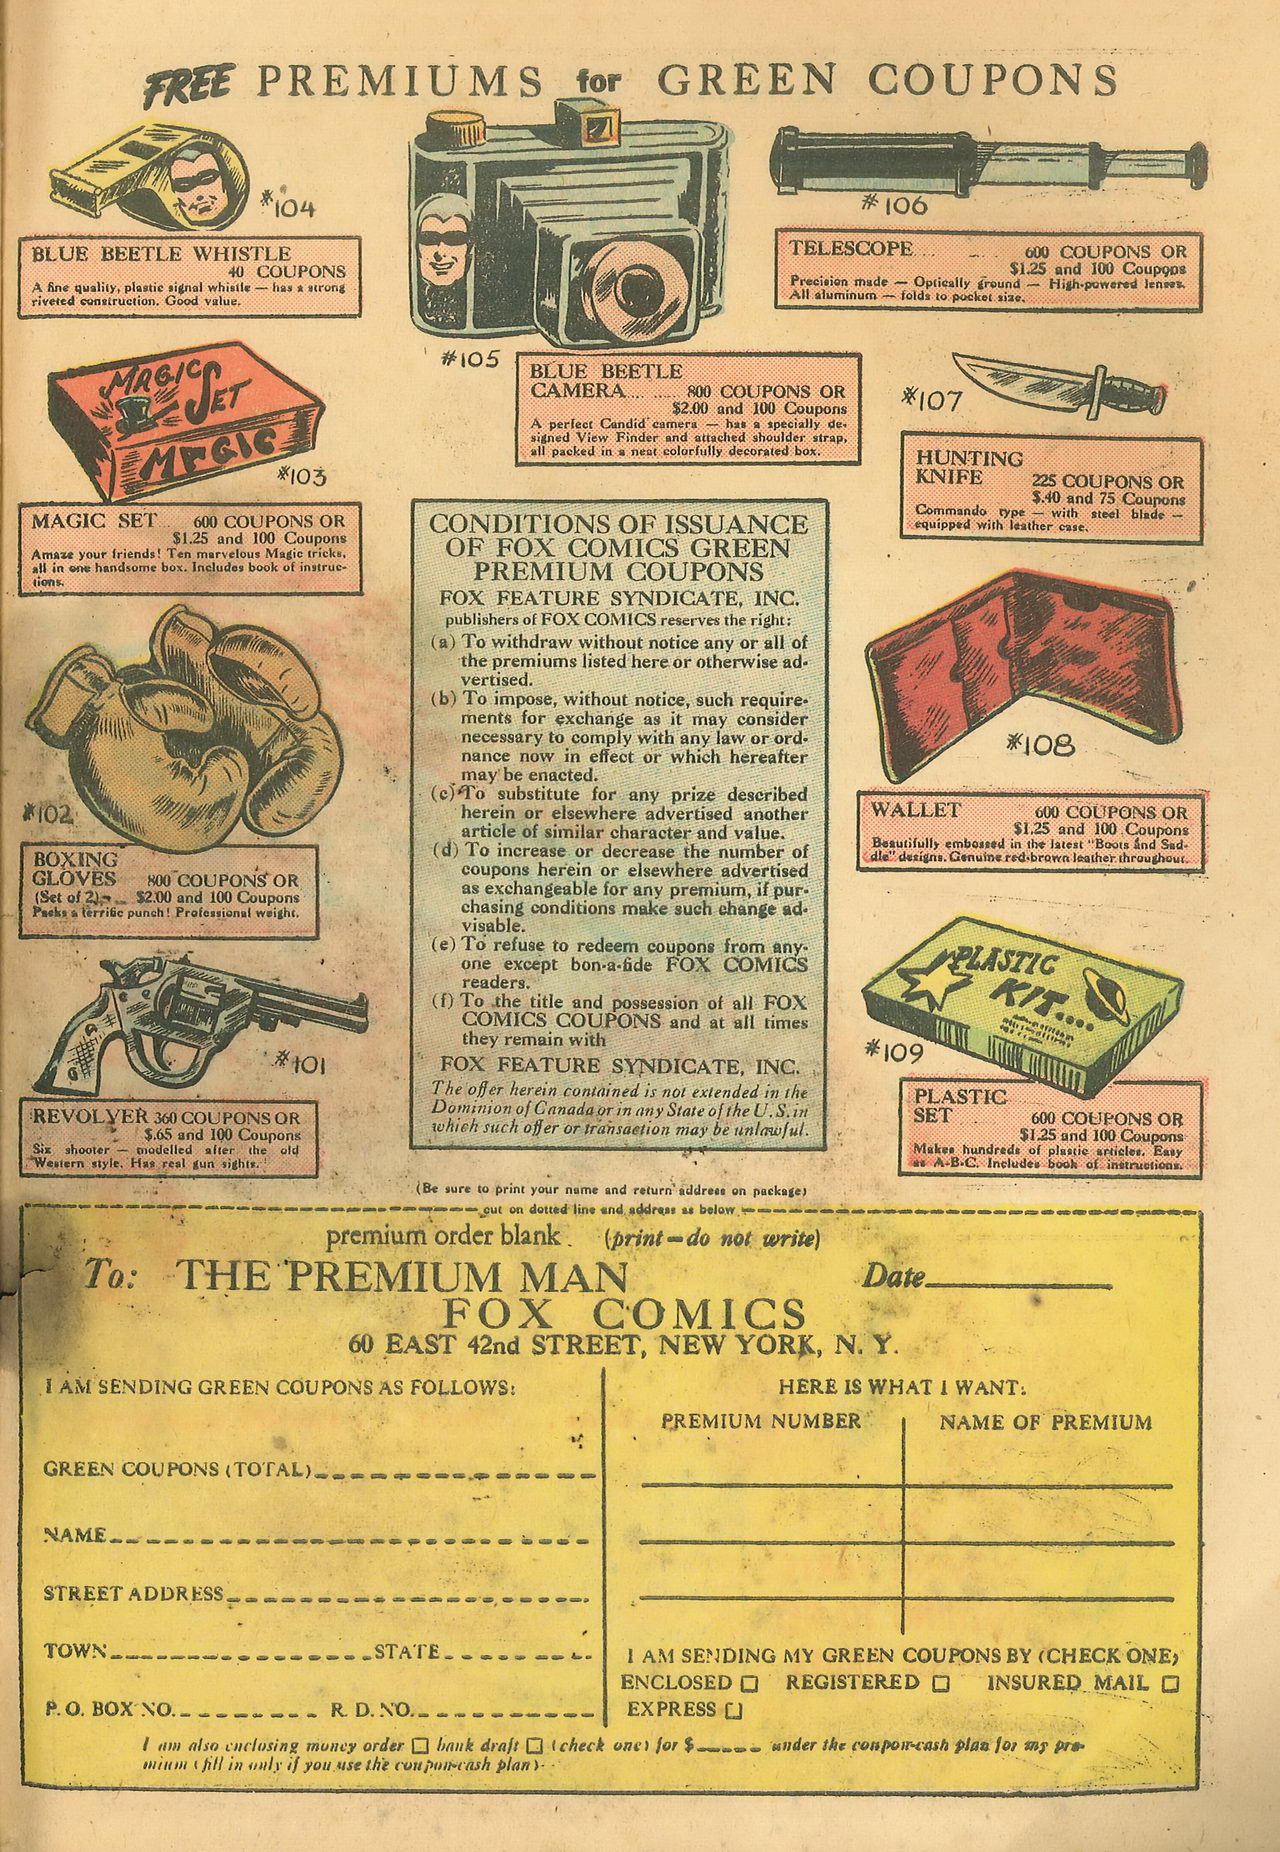 FREE PREMIUMS for GREEN COUPONS
#104
BLUE BEETLE WHISTLE
40 COUPONS
A fine quality, plastic signal whistle — has a strong
riveted construction. Good value.
#105
BLUE BEETLE
CAMERA... ...... 800 COUPONS OR
$2.00 and 100 Coupons
A perfect Candid camera — has a specially de-
signed View Finder and attached shoulder strap,
all packed in a neat colorfully decorated box.
#106
TELESCOPE 600 COUPONS OR
$1.25 and 100 Coupons
Precision made — Optically ground — High-powered lenses.
All aluminum — folds to pocket size.
MAGIC SET
MAGIC
#103
MAGIC SET 600 COUPONS OR
$1.25 and 100 Coupons
Amaze your friends! Ten marvelous Magic tricks,
all in one handsome box. Includes book of instruc-
tions.
#107
HUNTING
KNIFE 225 COUPONS OR
$.40 and 75 Coupons
Commando type — with steel blade —
equipped with leather case.
#102
BOXING
GLOVES 800 COUPONS OR
(Set of 2) $2.00 and 100 Coupons
Packs a terrific punch! Professional weight.
#101
REVOLVER 360 COUPONS OR
$.65 and 100 Coupons
Six shooter — modelled after the old
Western style. Has real gun sights.
CONDITIONS OF ISSUANCE
OF FOX COMICS GREEN
PREMIUM COUPONS
FOX FEATURE SYNDICATE, INC.
publishers of FOX COMICS reserves the right:
(a) To withdraw without notice any or all of
the premiums listed here or otherwise ad-
vertised.
(b) To impose, without notice, such require-
ments for exchange as it may consider
necessary to comply with any law or ord-
nance now in effect or which hereafter
may be enacted.
(c) To substitute for any prize described
herein or elsewhere advertised another
article of similar character and value.
(d) To increase or decrease the number of
coupons herein or elsewhere advertised
as exchangeable for any premium, if pur-
chasing conditions make such change ad-
visable.
(e) To refuse to redeem coupons from any-
one except bon-a-fide FOX COMICS
readers.
(f) To the title and possession of all FOX
COMICS COUPONS and at all times
they remain with
FOX FEATURE SYNDICATE, INC.
The offer herein contained is not extended in the
Dominion of Canada or in any State of the U. S. in
which such offer or transaction may be unlawful.
#108
WALLET 600 COUPONS OR
$1.25 and 100 Coupons
Beautifully embossed in the latest "Boots and Sad-
dle" designs. Genuine red-brown leather throughout.
PLASTIC
KIT....
#109
PLASTIC
SET 600 COUPONS OR
$1.25 and 100 Coupons
Makes hundreds of plastic articles. Easy
as A-B-C. Includes book of instructions.
(Be sure to print your name and return address on package)
cut on dotted line and address as below
premium order blank. (print—do not write)
To: THE PREMIUM MAN Date
FOX COMICS
60 EAST 42nd STREET, NEW YORK, N. Y.
I AM SENDING GREEN COUPONS AS FOLLOWS:
GREEN COUPONS (TOTAL)
NAME
STREET ADDRESS
TOWN STATE
P. O. BOX NO. R. D. NO.
HERE IS WHAT I WANT:
PREMIUM NUMBER NAME OF PREMIUM
I AM SENDING MY GREEN COUPONS BY (CHECK ONE)
ENCLOSED □ REGISTERED □ INSURED MAIL □
EXPRESS □
I am also enclosing money order □ bank draft □ (check one) for $_____ under the coupon-cash plan for my pre-
mium (fill in only if you use the coupon-cash plan)